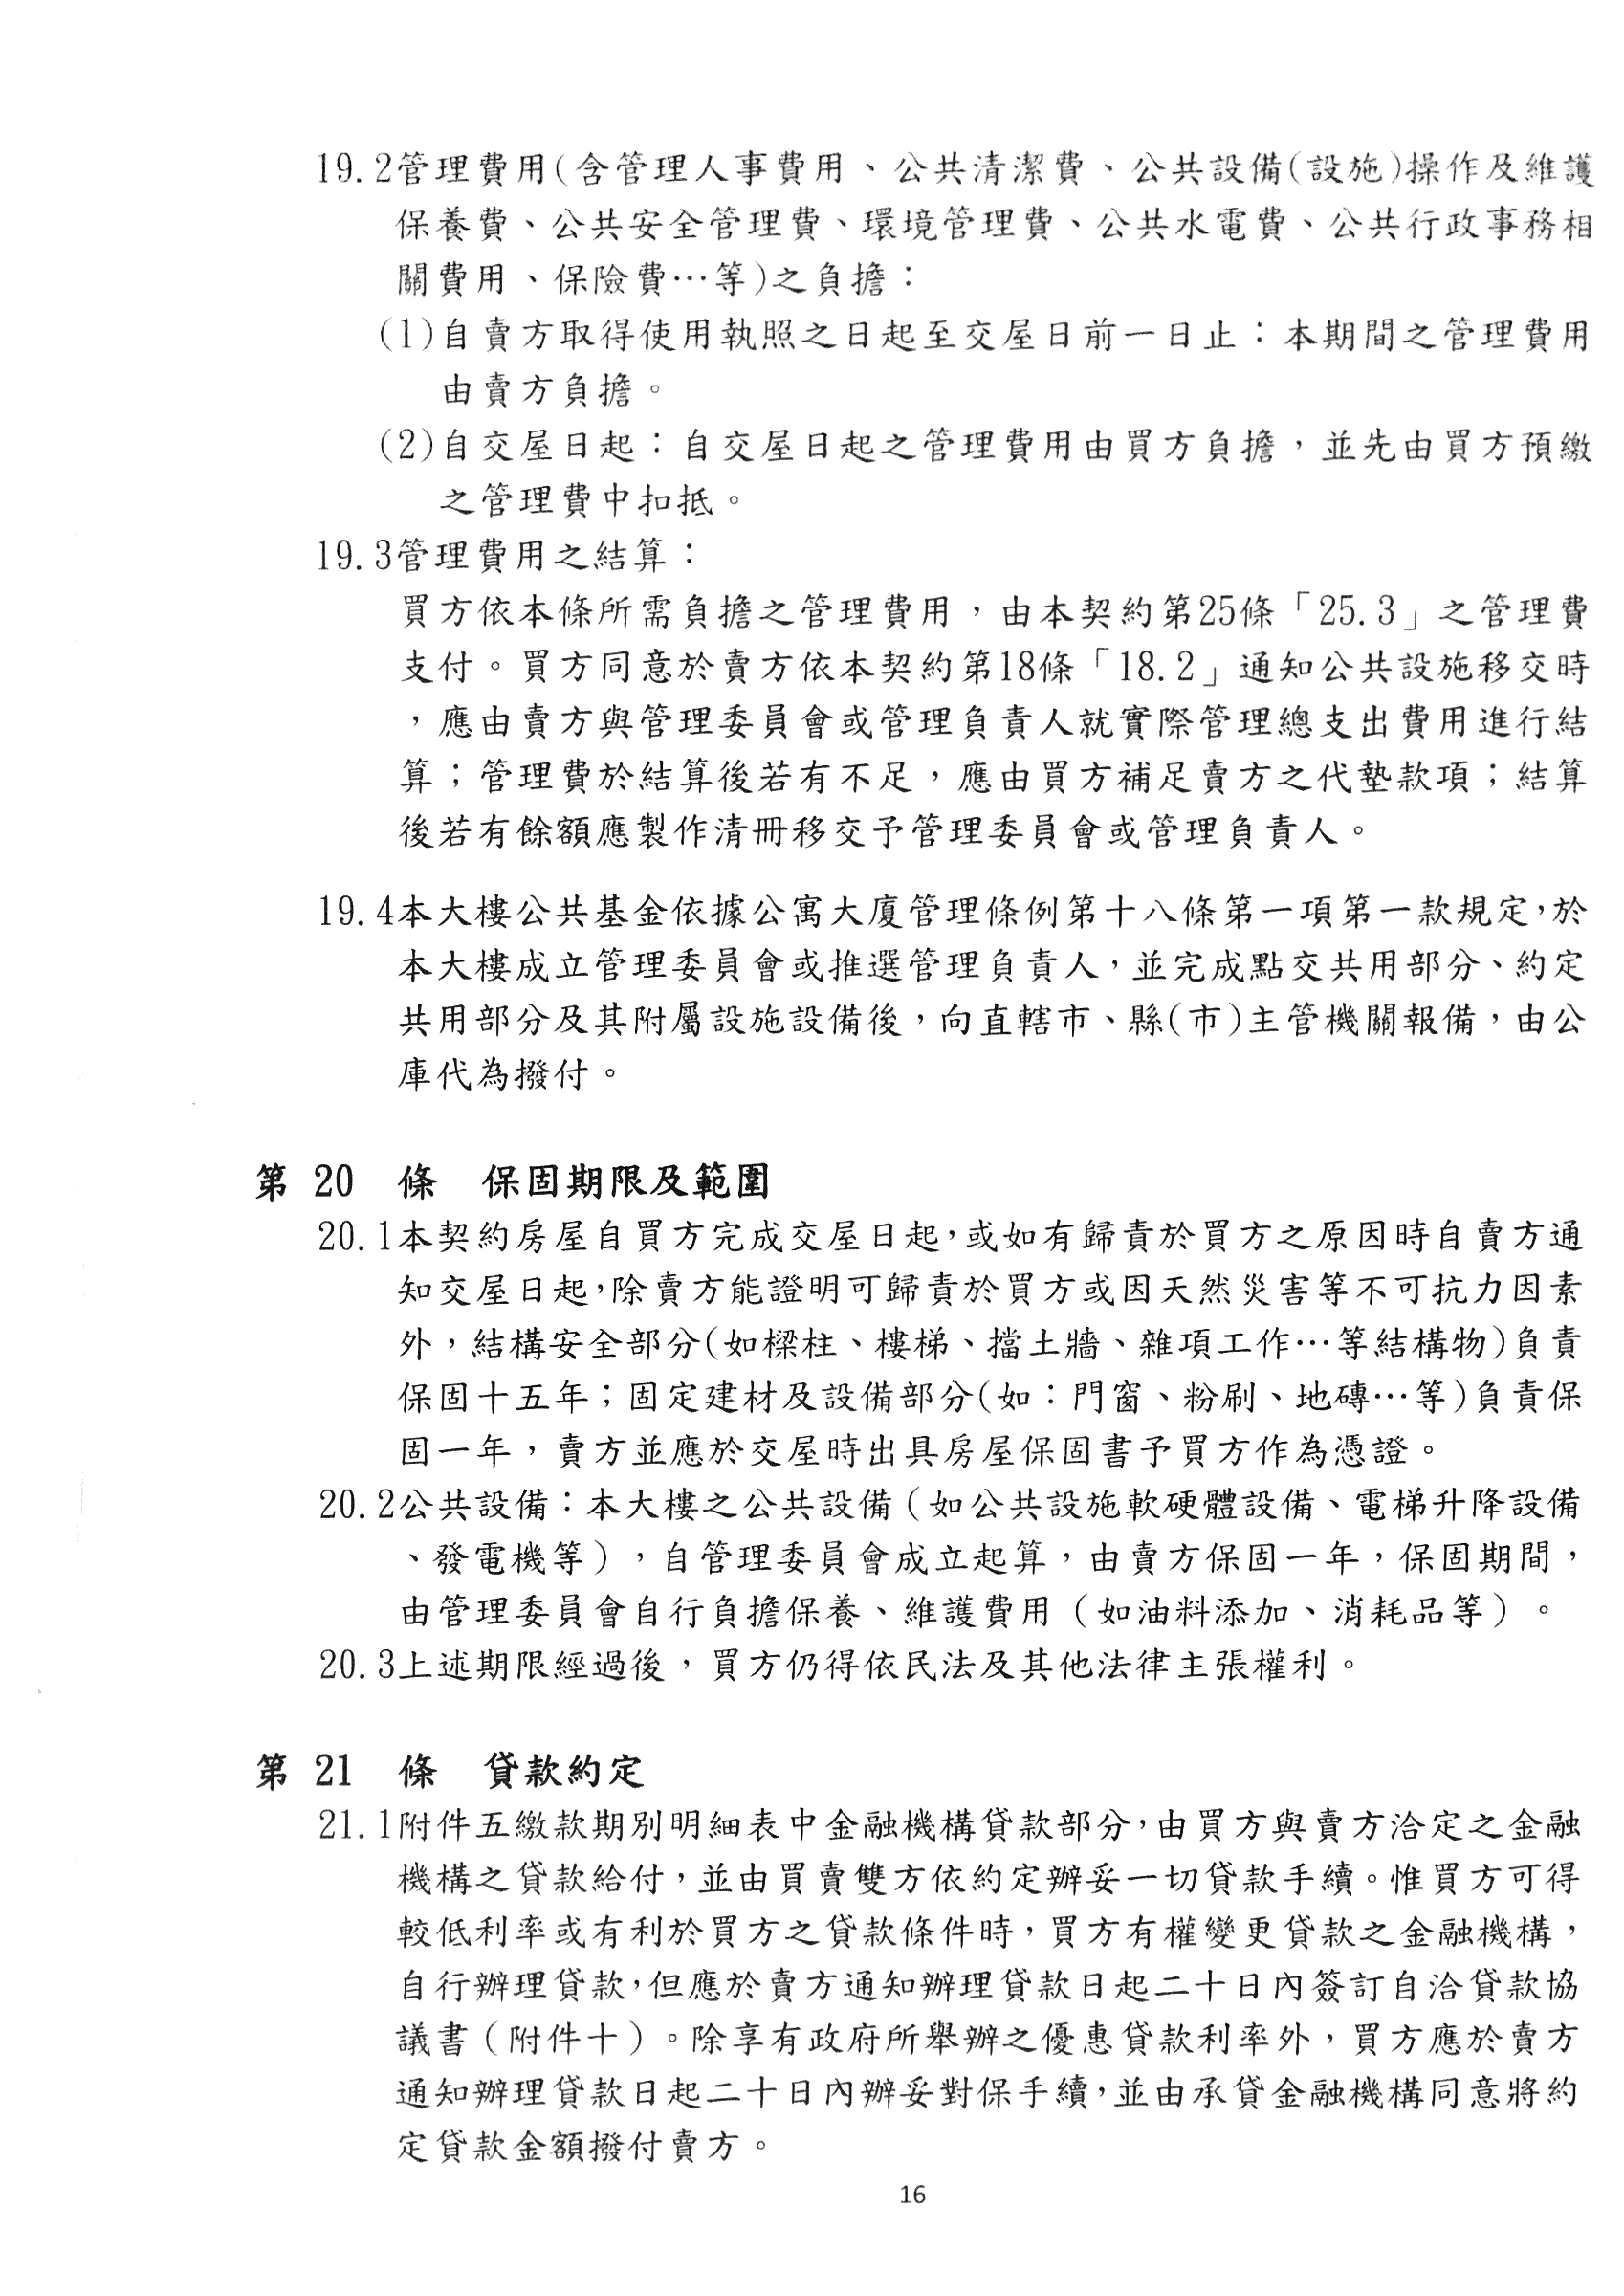 19.2管理費用(含管理人事費用、公共清潔費、公共設備(設施)操作及維護
保養費、公共安全管理費、環境管理費、公共水電費、公共行政事務相
關費用、保險費…等)之負擔：
(1)自賣方取得使用執照之日起至交屋日前一日止：本期間之管理費用
由賣方負擔。
(2)自交屋日起：自交屋日起之管理費用由買方負擔，並先由買方預繳
之管理費中扣抵。
19.3管理費用之結算：
買方依本條所需負擔之管理費用，由本契約第25條「25.3」之管理費
支付。買方同意於賣方依本契約第18條「18.2」通知公共設施移交時
，應由賣方與管理委員會或管理負責人就實際管理總支出費用進行結
算；管理費於結算後若有不足，應由買方補足賣方之代墊款項；結算
後若有餘額應製作清冊移交予管理委員會或管理負責人。
19.4本大樓公共基金依據公寓大廈管理條例第十八條第一項第一款規定，於
本大樓成立管理委員會或推選管理負責人，並完成點交共用部分、約定
共用部分及其附屬設施設備後，向直轄市、縣(市)主管機關報備，由公
庫代為撥付。
第 20 條 保固期限及範圍
20.1本契約房屋自買方完成交屋日起，或如有歸責於買方之原因時自賣方通
知交屋日起，除賣方能證明可歸責於買方或因天然災害等不可抗力因素
外，結構安全部分(如樑柱、樓梯、擋土牆、雜項工作…等結構物)負責
保固十五年；固定建材及設備部分(如：門窗、粉刷、地磚…等)負責保
固一年，賣方並應於交屋時出具房屋保固書予買方作為憑證。
20.2公共設備：本大樓之公共設備（如公共設施軟硬體設備、電梯升降設備
、發電機等），自管理委員會成立起算，由賣方保固一年，保固期間，
由管理委員會自行負擔保養、維護費用（如油料添加、消耗品等）。
20.3上述期限經過後，買方仍得依民法及其他法律主張權利。
第 21 條 貸款約定
21.1附件五繳款期別明細表中金融機構貸款部分，由買方與賣方洽定之金融
機構之貸款給付，並由買賣雙方依約定辦妥一切貸款手續。惟買方可得
較低利率或有利於買方之貸款條件時，買方有權變更貸款之金融機構，
自行辦理貸款，但應於賣方通知辦理貸款日起二十日內簽訂自洽貸款協
議書（附件十）。除享有政府所舉辦之優惠貸款利率外，買方應於賣方
通知辦理貸款日起二十日內辦妥對保手續，並由承貸金融機構同意將約
定貸款金額撥付賣方。
16